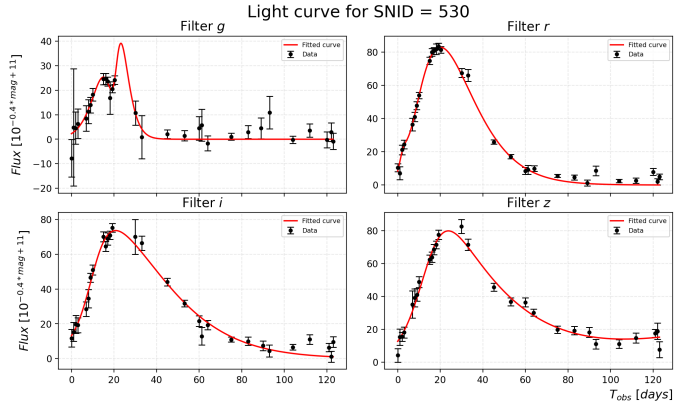 Light curve for SNID = 530
Filter g
Filter r
Fitted curve
Data
Fitted curve
Data
40
30
20
10
0
−10
−20
80
60
40
20
0
Flux [10^−0.4*mag+11]
Filter i
Filter z
Fitted curve
Data
Fitted curve
Data
80
60
40
20
0
100
80
60
40
20
0
Flux [10^−0.4*mag+11]
0 20 40 60 80 100 120
0 20 40 60 80 100 120
T_obs [days]